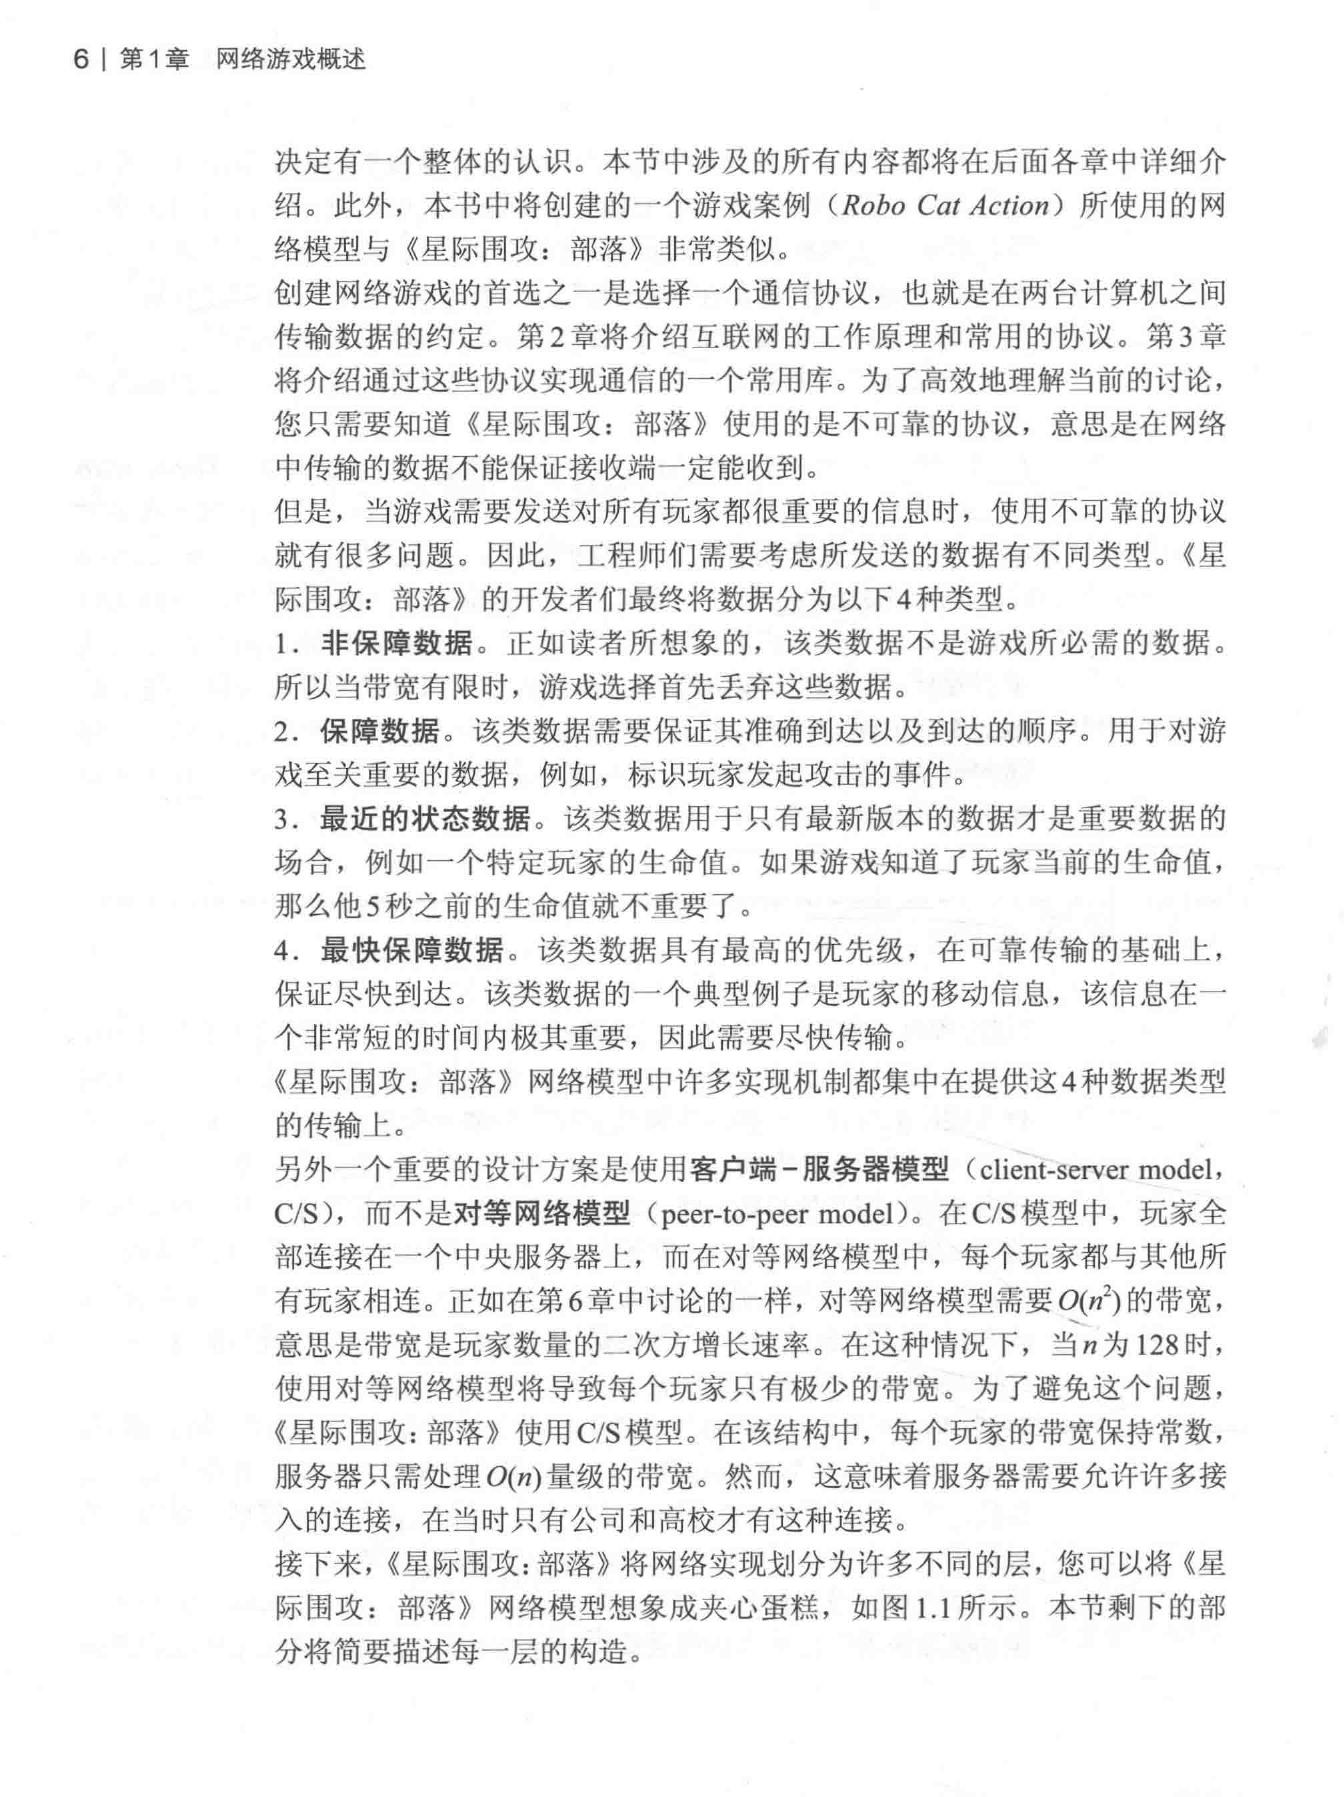 6 | 第1章 网络游戏概述
决定有一个整体的认识。本节中涉及的所有内容都将在后面各章中详细介
绍。此外，本书中将创建的一个游戏案例（Robo Cat Action）所使用的网
络模型与《星际围攻：部落》非常类似。
创建网络游戏的首选之一是选择一个通信协议，也就是在两台计算机之间
传输数据的约定。第2章将介绍互联网的工作原理和常用的协议。第3章
将介绍通过这些协议实现通信的一个常用库。为了高效地理解当前的讨论，
您只需要知道《星际围攻：部落》使用的是不可靠的协议，意思是在网络
中传输的数据不能保证接收端一定能收到。
但是，当游戏需要发送对所有玩家都很重要的信息时，使用不可靠的协议
就有很多问题。因此，工程师们需要考虑所发送的数据有不同类型。《星
际围攻：部落》的开发者们最终将数据分为以下4种类型。
1．非保障数据。正如读者所想象的，该类数据不是游戏所必需的数据。
所以当带宽有限时，游戏选择首先丢弃这些数据。
2．保障数据。该类数据需要保证其准确到达以及到达的顺序。用于对游
戏至关重要的数据，例如，标识玩家发起攻击的事件。
3．最近的状态数据。该类数据用于只有最新版本的数据才是重要数据的
场合，例如一个特定玩家的生命值。如果游戏知道了玩家当前的生命值，
那么他5秒之前的生命值就不重要了。
4．最快保障数据。该类数据具有最高的优先级，在可靠传输的基础上，
保证尽快到达。该类数据的一个典型例子是玩家的移动信息，该信息在一
个非常短的时间内极其重要，因此需要尽快传输。
《星际围攻：部落》网络模型中许多实现机制都集中在提供这4种数据类型
的传输上。
另外一个重要的设计方案是使用客户端－服务器模型（client-server model，
C/S），而不是对等网络模型（peer-to-peer model）。在C/S模型中，玩家全
部连接在一个中央服务器上，而在对等网络模型中，每个玩家都与其他所
有玩家相连。正如在第6章中讨论的一样，对等网络模型需要O(n²)的带宽，
意思是带宽是玩家数量的二次方增长速率。在这种情况下，当n为128时，
使用对等网络模型将导致每个玩家只有极少的带宽。为了避免这个问题，
《星际围攻：部落》使用C/S模型。在该结构中，每个玩家的带宽保持常数，
服务器只需处理O(n)量级的带宽。然而，这意味着服务器需要允许许多接
入的连接，在当时只有公司和高校才有这种连接。
接下来，《星际围攻：部落》将网络实现划分为许多不同的层，您可以将《星
际围攻：部落》网络模型想象成夹心蛋糕，如图1.1所示。本节剩下的部
分将简要描述每一层的构造。